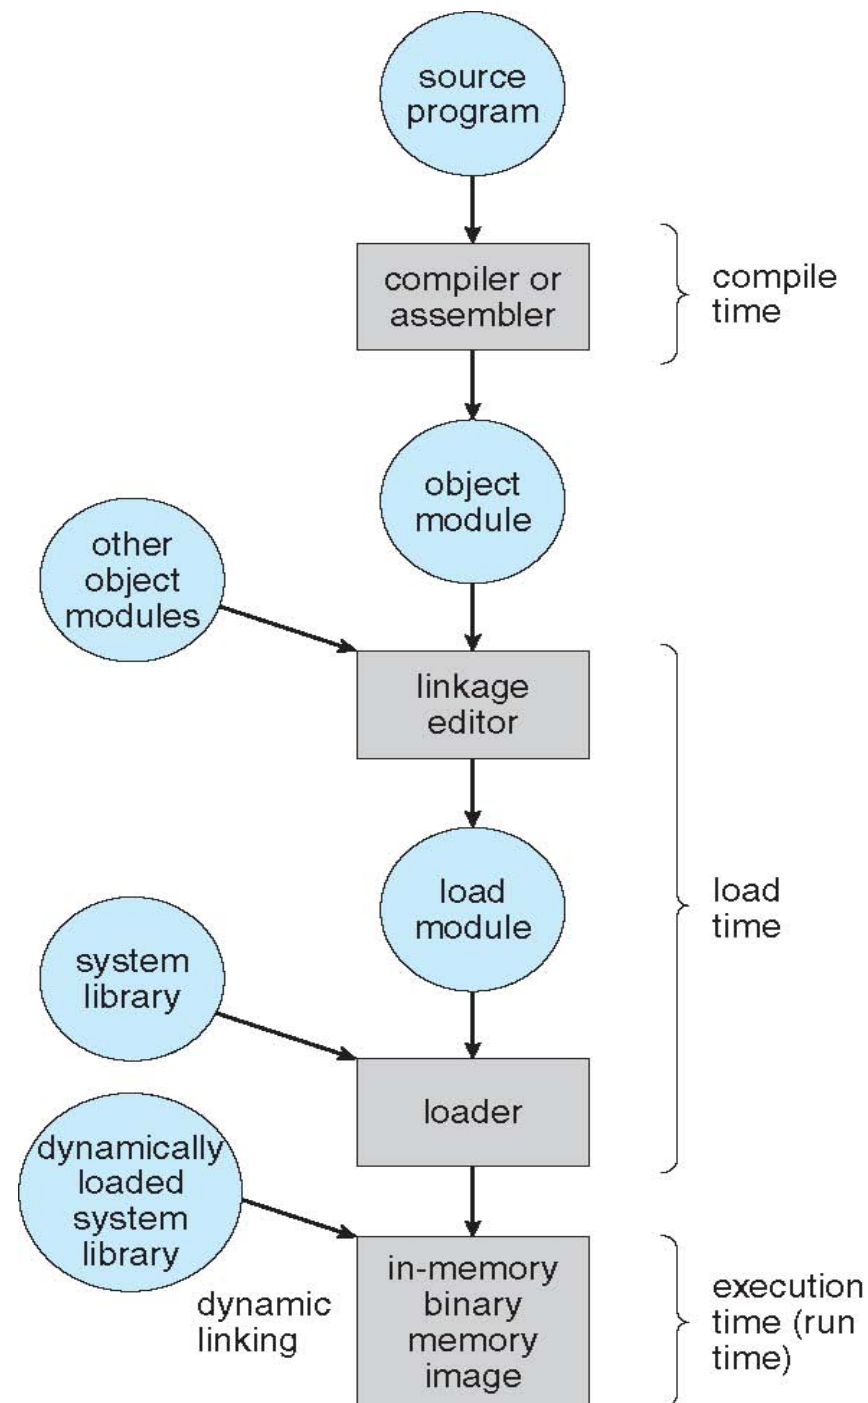 source
program
compiler or
assembler
compile
time
object
module
other
object
modules
linkage
editor
load
module
load
time
system
library
loader
dynamically
loaded
system
library
dynamic
linking
in-memory
binary
memory
image
execution
time (run
time)